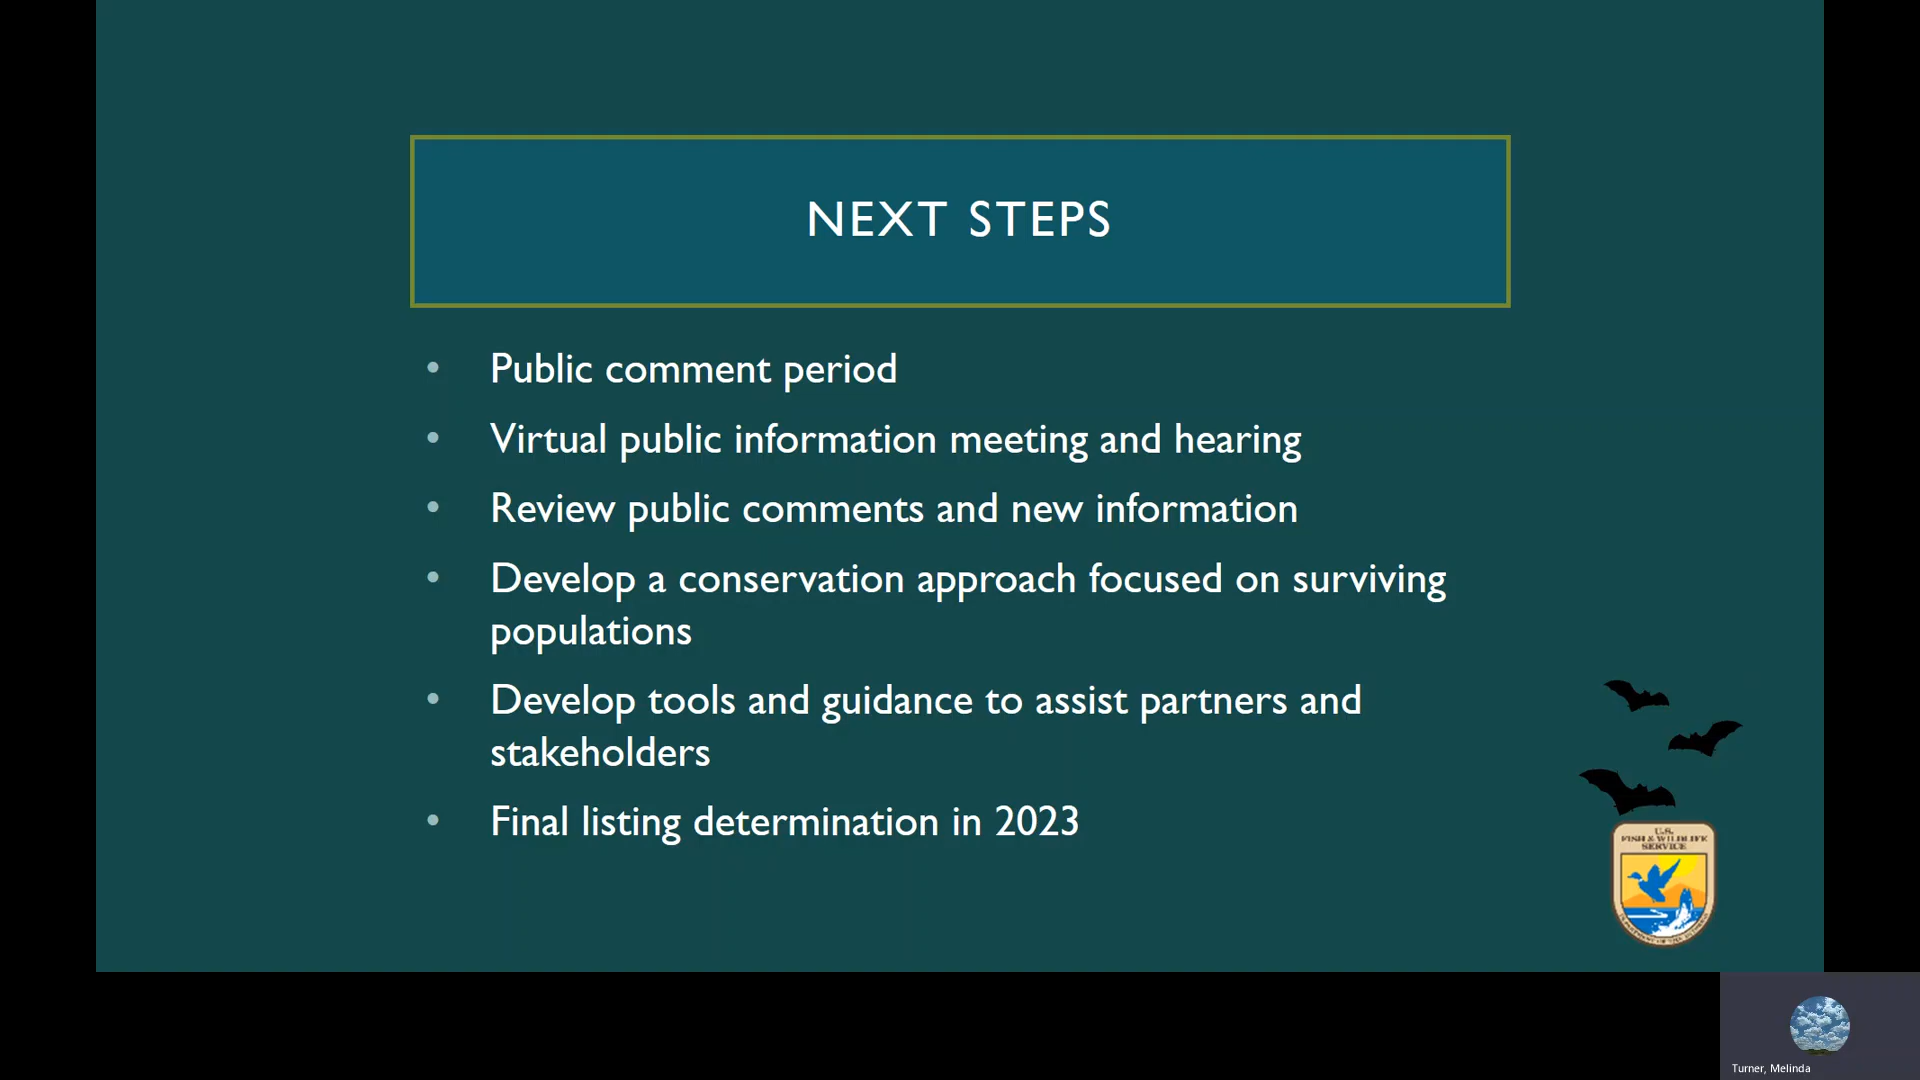 NEXT STEPS
• Public comment period
• Virtual public information meeting and hearing
• Review public comments and new information
• Develop a conservation approach focused on surviving
populations
• Develop tools and guidance to assist partners and
stakeholders
• Final listing determination in 2023
U.S.
FISH & WILDLIFE
SERVICE
Turner, Melinda